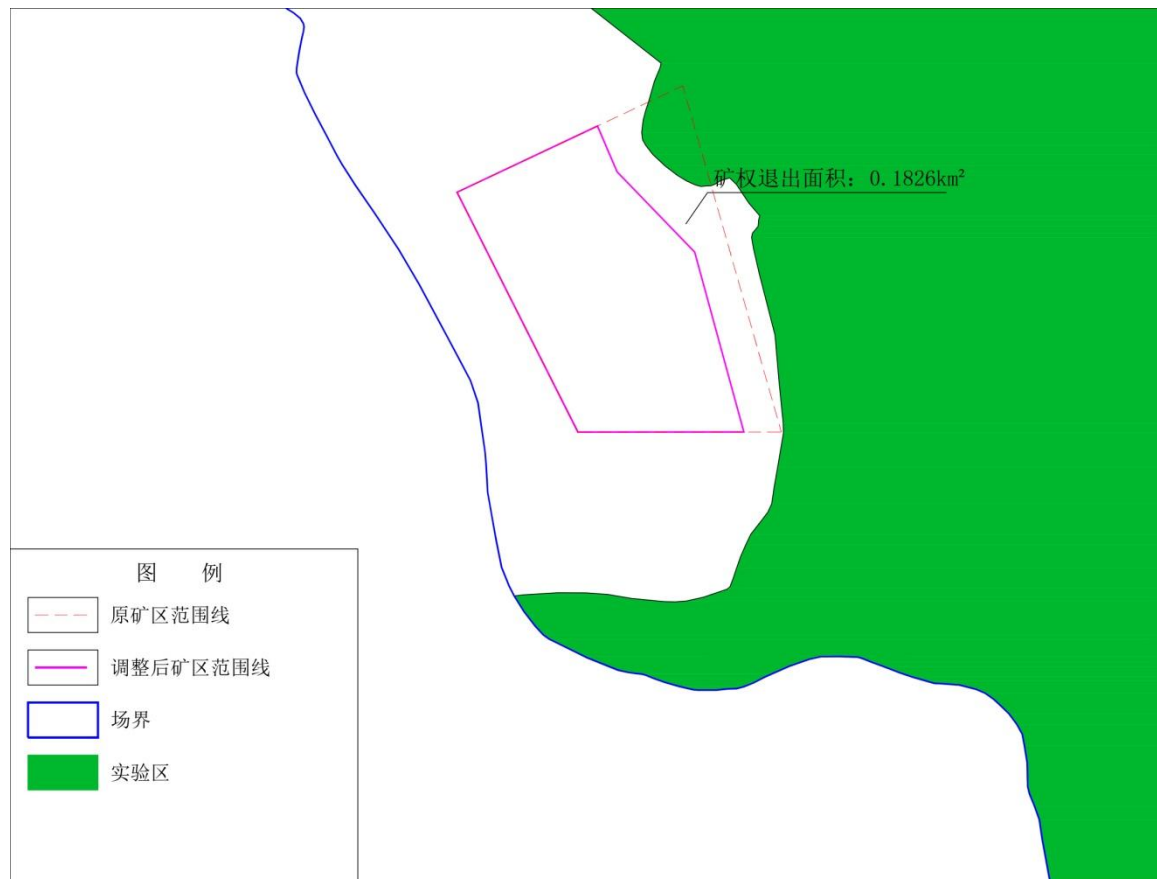 矿权退出面积：0.1826km²
图 例
原矿区范围线
调整后矿区范围线
场界
实验区